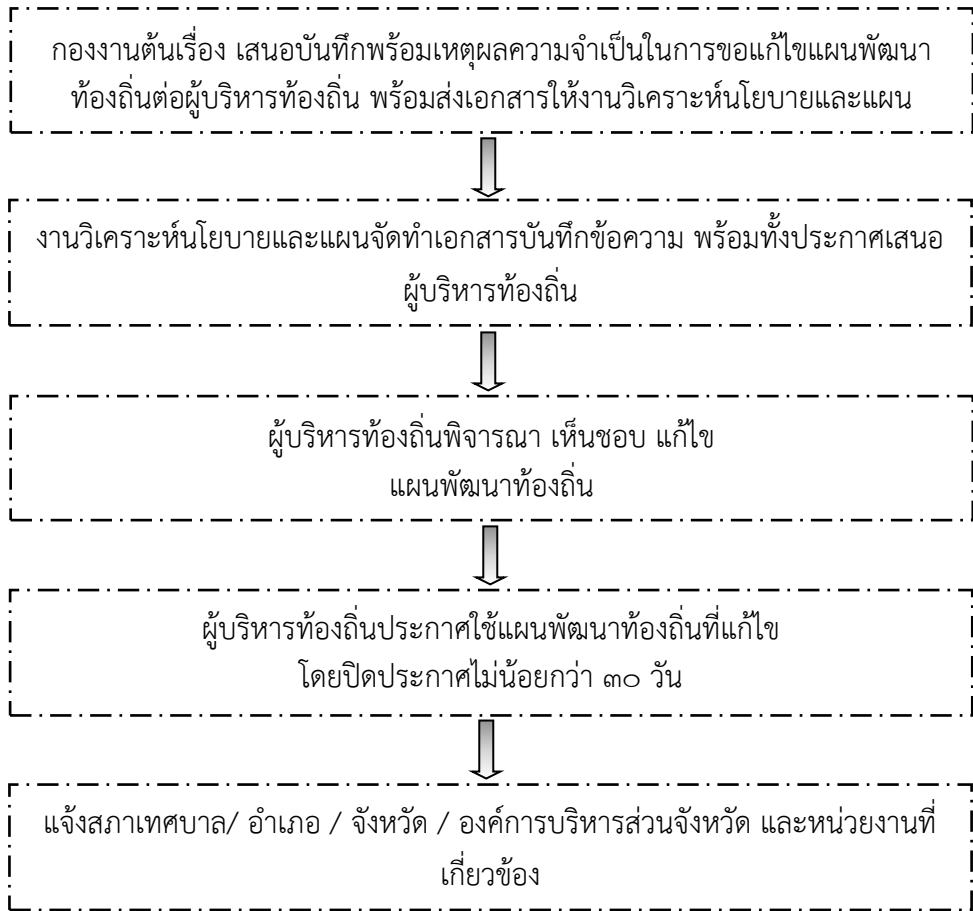 กองงานต้นเรื่อง เสนอบันทึกพร้อมเหตุผลความจำเป็นในการขอแก้ไขแผนพัฒนา
ท้องถิ่นต่อผู้บริหารท้องถิ่น พร้อมส่งเอกสารให้งานวิเคราะห์นโยบายและแผน
งานวิเคราะห์นโยบายและแผนจัดทำเอกสารบันทึกข้อความ พร้อมทั้งประกาศเสนอ
ผู้บริหารท้องถิ่น
ผู้บริหารท้องถิ่นพิจารณา เห็นชอบ แก้ไข
แผนพัฒนาท้องถิ่น
ผู้บริหารท้องถิ่นประกาศใช้แผนพัฒนาท้องถิ่นที่แก้ไข
โดยปิดประกาศไม่น้อยกว่า ๓๐ วัน
แจ้งสภาเทศบาล/ อำเภอ / จังหวัด / องค์การบริหารส่วนจังหวัด และหน่วยงานที่
เกี่ยวข้อง